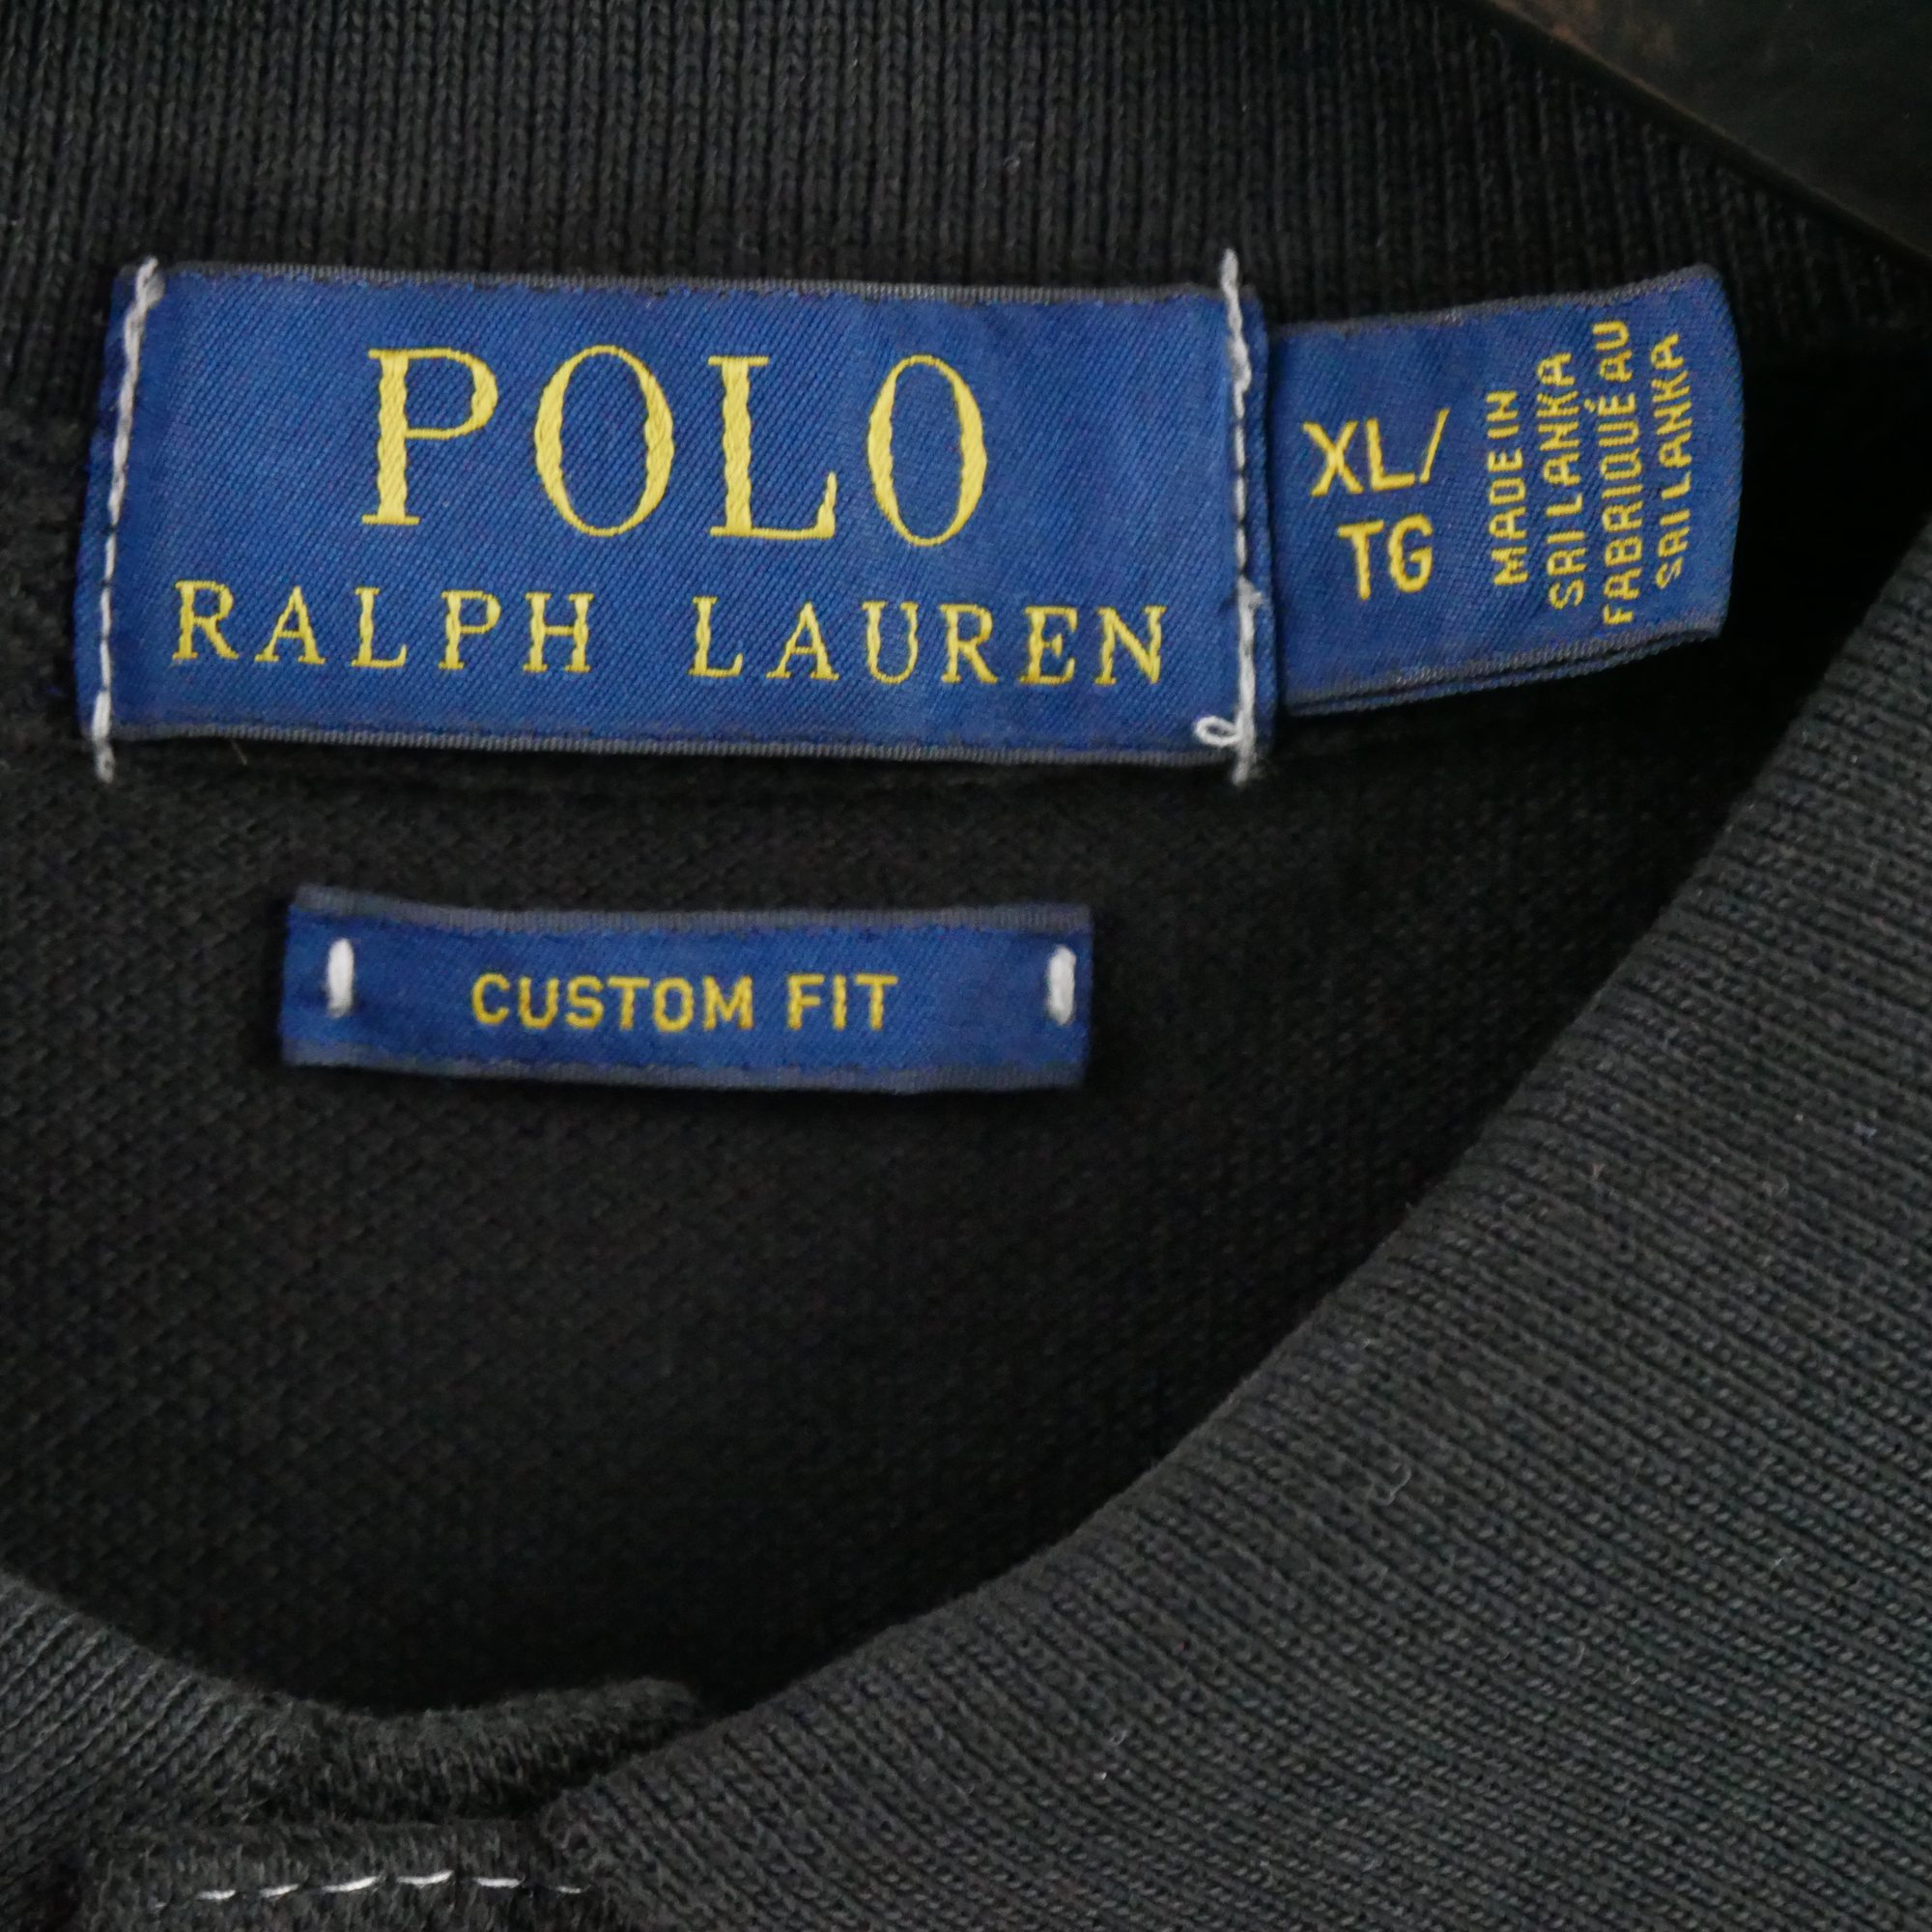 POLO
RALPH LAUREN
XL/
TG
MADE IN
SRI LANKA
FABRIQUÉ AU
SRI LANKA
CUSTOM FIT